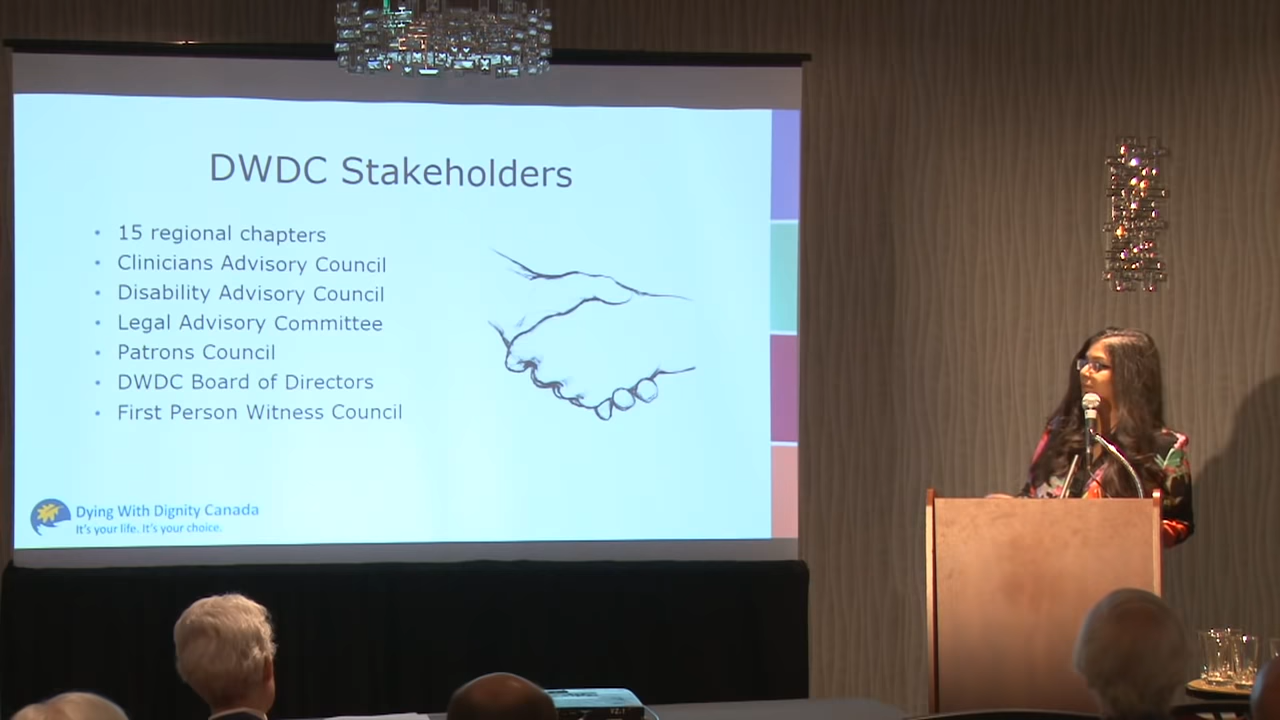 DWDC Stakeholders
• 15 regional chapters
• Clinicians Advisory Council
• Disability Advisory Council
• Legal Advisory Committee
• Patrons Council
• DWDC Board of Directors
• First Person Witness Council
Dying With Dignity Canada
It's your life. It's your choice.